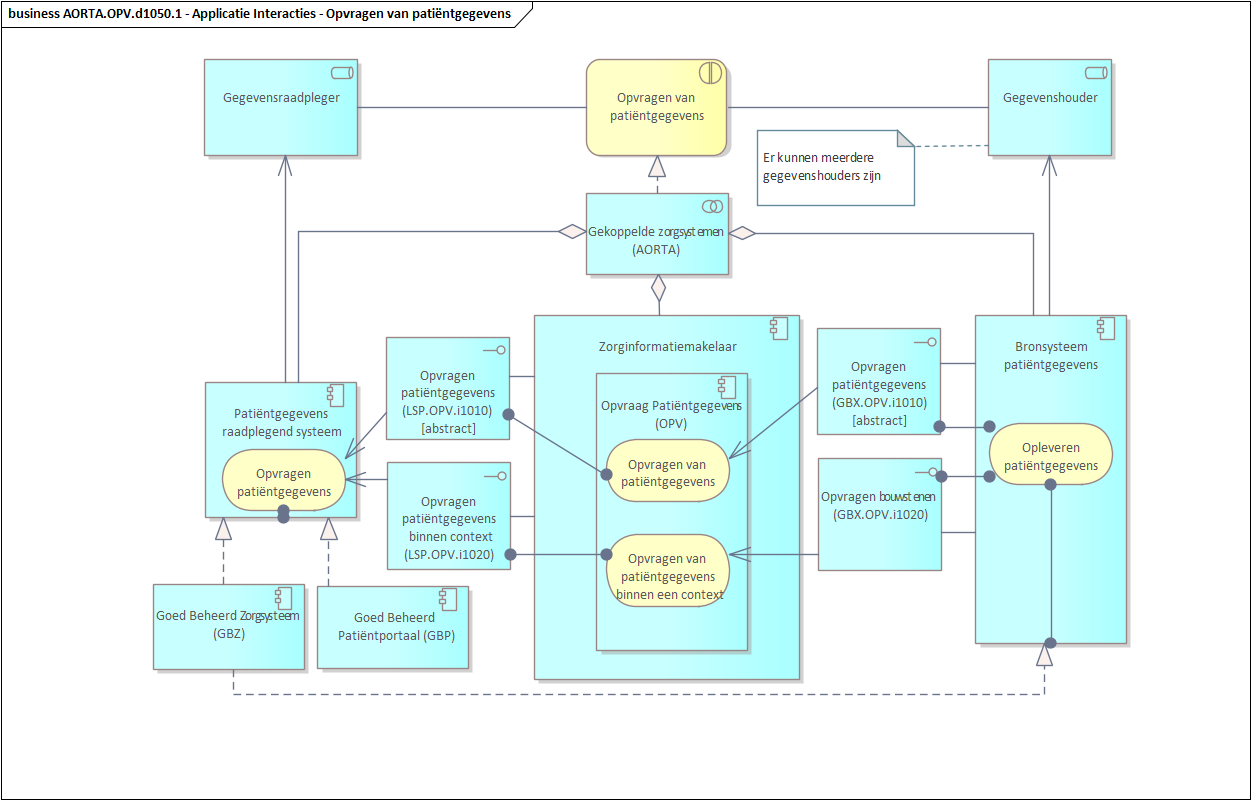 business AORTA.OPV.d1050.1 - Applicatie Interacties - Opvragen van patiëntgegevens
Gegevensraadpleger
Opvragen van
patiëntgegevens
Gegevenshouder
Er kunnen meerdere
gegevenshouders zijn
Gekoppelde zorgsystemen
(AORTA)
Zorginformatiemakelaar
Bronsysteem
patiëntgegevens
Opvragen
patiëntgegevens
(LSP.OPV.i1010)
[abstract]
Opvragen
patiëntgegevens
(GBX.OPV.i1010)
[abstract]
Opvraag Patiëntgegevens
(OPV)
Patiëntgegevens
raadplegend systeem
Opvragen
patiëntgegevens
Opvragen van
patiëntgegevens
Opleveren
patiëntgegevens
Opvragen
patiëntgegevens
binnen context
(LSP.OPV.i1020)
Opvragen bouwstenen
(GBX.OPV.i1020)
Opvragen van
patiëntgegevens
binnen een context
Goed Beheerd Zorgsysteem
(GBZ)
Goed Beheerd
Patiëntportaal (GBP)